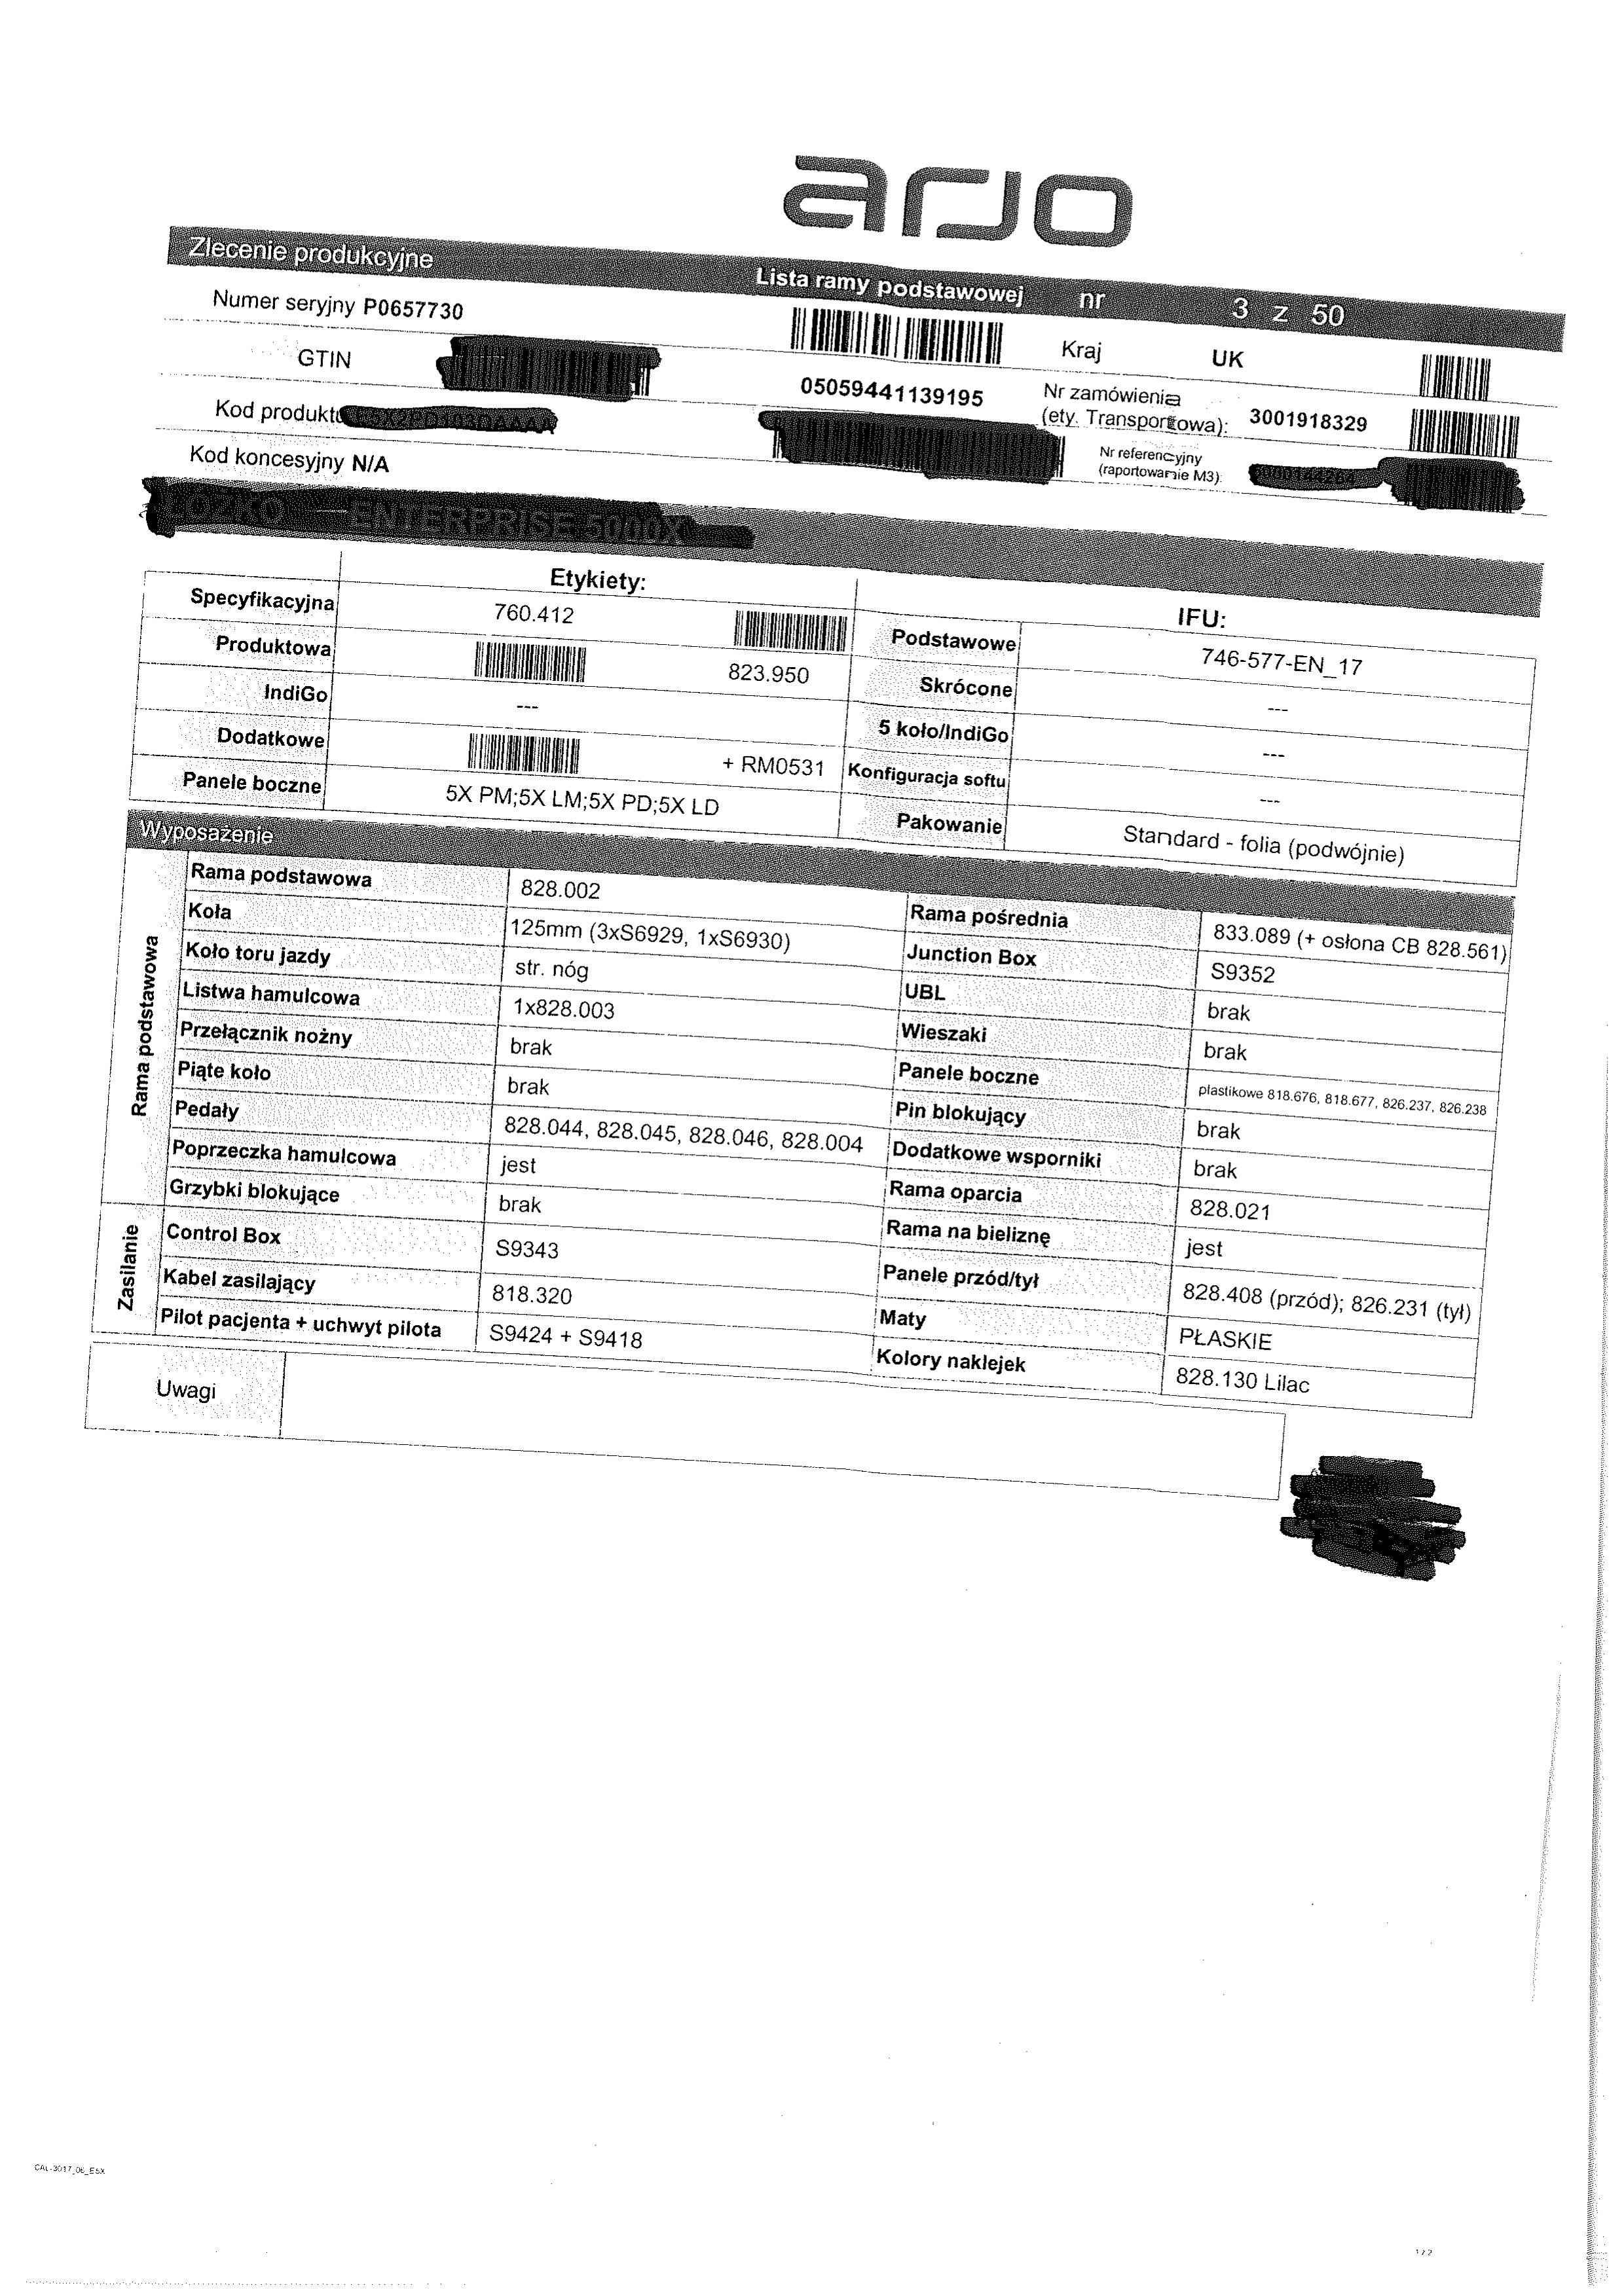 arjo
Zlecenie produkcyjne Lista ramy podstawowej nr 3 z 50
Numer seryjny P0657730 Kraj UK
GTIN 05059441139195 Nr zamówienia (ety. Transportowa): 3001918329
Kod produktu Nr referencyjny (raportowanie M3):
Kod koncesyjny N/A
ENTERPRISE 5000X
Etykiety: IFU:
Specyfikacyjna 760.412 Podstawowe 746-577-EN_17
Produktowa 823.950 Skrócone ---
IndiGo --- 5 koło/IndiGo ---
Dodatkowe + RM0531 Konfiguracja softu ---
Panele boczne 5X PM;5X LM;5X PD;5X LD Pakowanie Standard - folia (podwójnie)
Wyposażenie
Rama podstawowa
Rama podstawowa 828.002 Rama pośrednia 833.089 (+ osłona CB 828.561)
Koła 125mm (3xS6929, 1xS6930) Junction Box S9352
Koło toru jazdy str. nóg UBL brak
Listwa hamulcowa 1x828.003 Wieszaki brak
Przełącznik nożny brak Panele boczne plastikowe 818.676, 818.677, 826.237, 826.238
Piąte koło brak Pin blokujący brak
Pedały 828.044, 828.045, 828.046, 828.004 Dodatkowe wsporniki brak
Poprzeczka hamulcowa jest Rama oparcia 828.021
Grzybki blokujące brak Rama na bieliznę jest
Zasilanie
Control Box S9343 Panele przód/tył 828.408 (przód); 826.231 (tył)
Kabel zasilający 818.320 Maty PŁASKIE
Pilot pacjenta + uchwyt pilota S9424 + S9418 Kolory naklejek 828.130 Lilac
Uwagi
CAL-3017_06_E5X
1 / 2